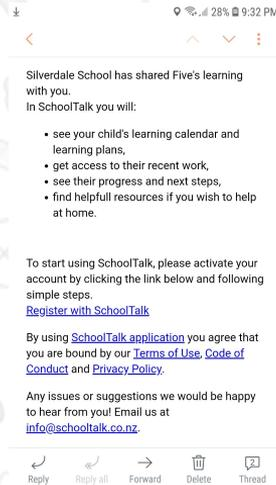 28% 9:32 PM
Silverdale School has shared Five's learning
with you.
In SchoolTalk you will:
• see your child's learning calendar and
learning plans,
• get access to their recent work,
• see their progress and next steps,
• find helpfull resources if you wish to help
at home.
To start using SchoolTalk, please activate your
account by clicking the link below and following
simple steps.
Register with SchoolTalk
By using SchoolTalk application you agree that
you are bound by our Terms of Use, Code of
Conduct and Privacy Policy.
Any issues or suggestions we would be happy
to hear from you! Email us at
info@schooltalk.co.nz.
2
Reply Reply all Forward Delete Thread